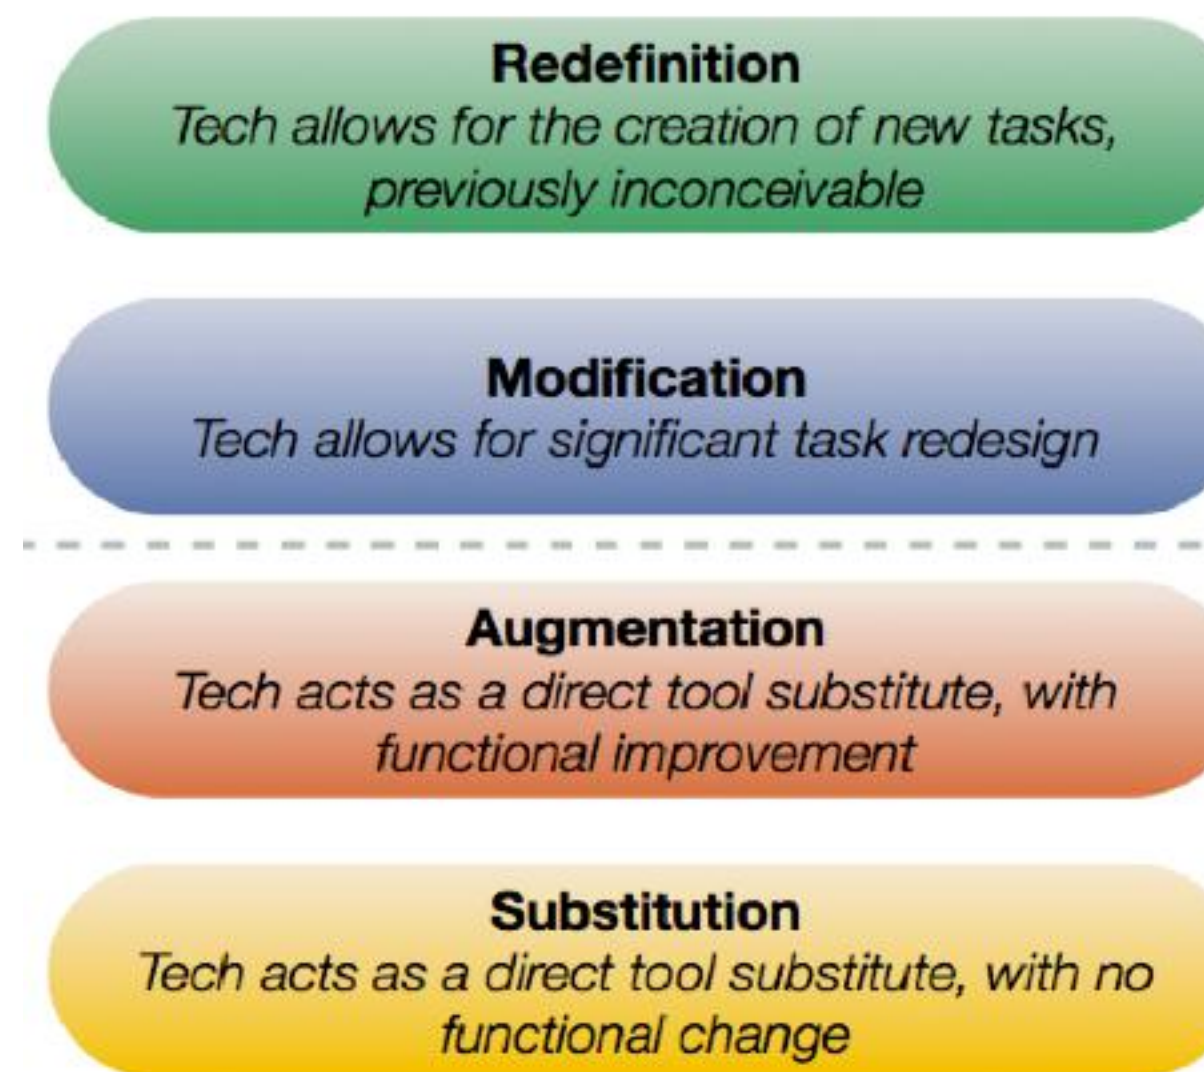 Redefinition
Tech allows for the creation of new tasks,
previously inconceivable
Modification
Tech allows for significant task redesign
Augmentation
Tech acts as a direct tool substitute, with
functional improvement
Substitution
Tech acts as a direct tool substitute, with no
functional change